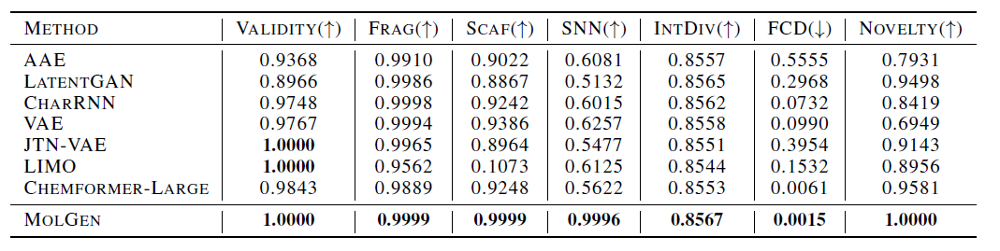 METHOD VALIDITY(↑) FRAG(↑) SCAF(↑) SNN(↑) INTDIV(↑) FCD(↓) NOVELTY(↑)
AAE 0.9368 0.9910 0.9022 0.6081 0.8557 0.5555 0.7931
LATENTGAN 0.8966 0.9986 0.8867 0.5132 0.8565 0.2968 0.9498
CHARRNN 0.9748 0.9998 0.9242 0.6015 0.8562 0.0732 0.8419
VAE 0.9767 0.9994 0.9386 0.6257 0.8558 0.0990 0.6949
JTN-VAE 1.0000 0.9965 0.8964 0.5477 0.8551 0.3954 0.9143
LIMO 1.0000 0.9562 0.1073 0.6125 0.8544 0.1532 0.8956
CHEMFORMER-LARGE 0.9843 0.9889 0.9248 0.5622 0.8553 0.0061 0.9581
MOLGEN 1.0000 0.9999 0.9999 0.9996 0.8567 0.0015 1.0000